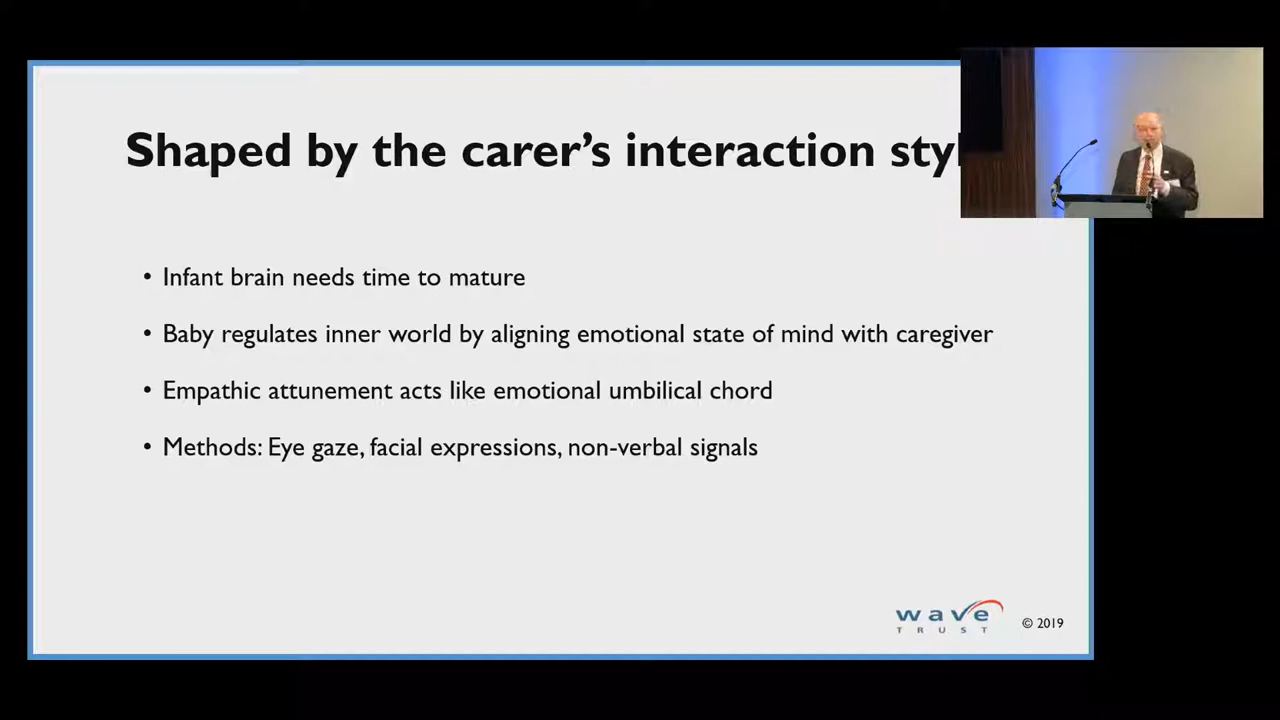 Shaped by the carer's interaction
• Infant brain needs time to mature
• Baby regulates inner world by aligning emotional state of mind with caregiver
• Empathic attunement acts like emotional umbilical chord
• Methods: Eye gaze, facial expressions, non-verbal signals
wave
TRUST
© 2019